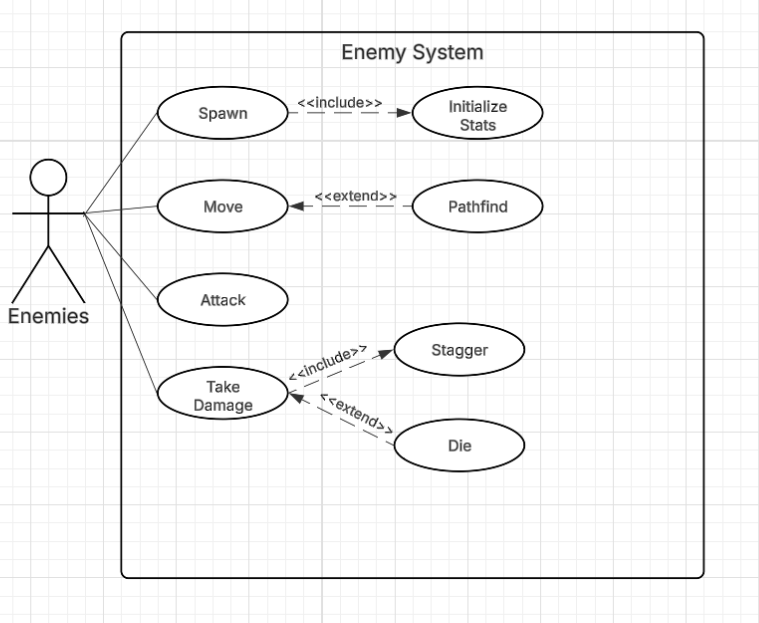 Enemy System
Spawn
<<include>>
Initialize
Stats
Move
<<extend>>
Pathfind
Enemies
Attack
Take
Damage
<<include>>
Stagger
<<extend>>
Die